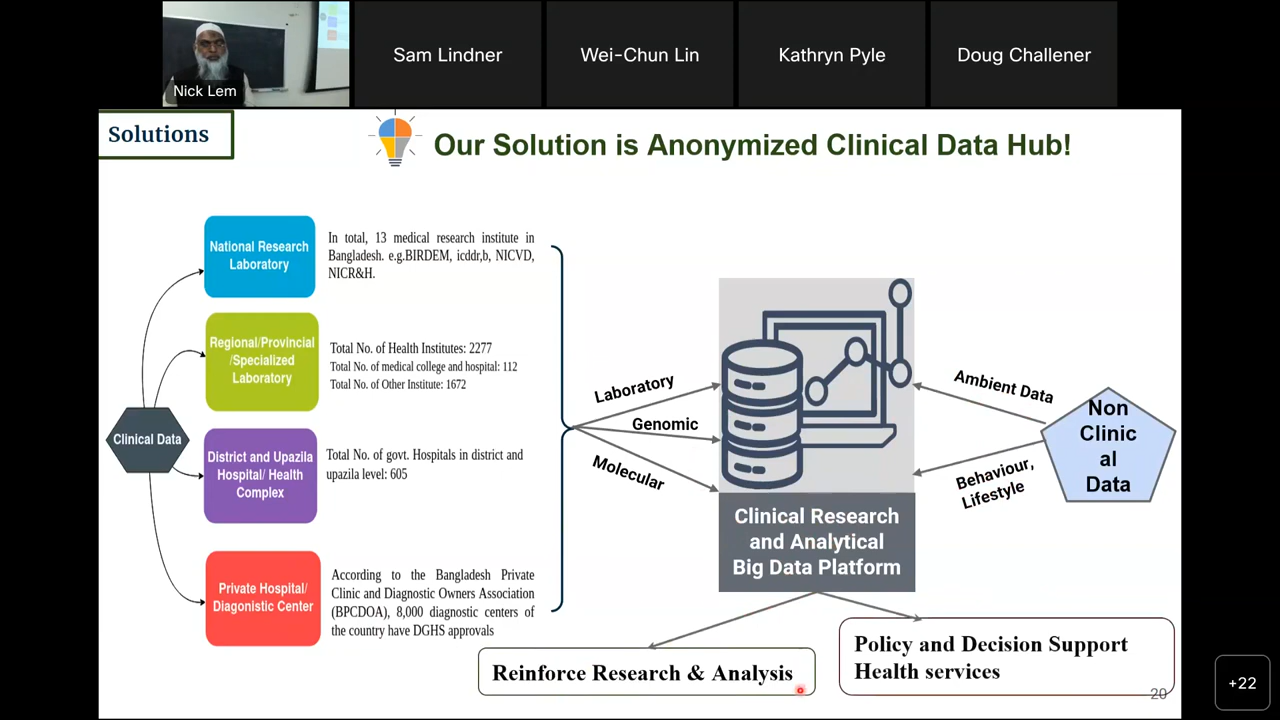 Nick Lem
Sam Lindner
Wei-Chun Lin
Kathryn Pyle
Doug Challener
Solutions
Our Solution is Anonymized Clinical Data Hub!
Clinical Data
National Research
Laboratory
In total, 13 medical research institute in
Bangladesh. e.g.BIRDEM, icddr,b, NICVD,
NICR&H.
Regional/Provincial
/Specialized
Laboratory
Total No. of Health Institutes: 2277
Total No. of medical college and hospital: 112
Total No. of Other Institute: 1672
District and Upazila
Hospital/ Health
Complex
Total No. of govt. Hospitals in district and
upazila level: 605
Private Hospital/
Diagonistic Center
According to the Bangladesh Private
Clinic and Diagnostic Owners Association
(BPCDOA), 8,000 diagnostic centers of
the country have DGHS approvals
Laboratory
Genomic
Molecular
Clinical Research
and Analytical
Big Data Platform
Ambient Data
Behaviour,
Lifestyle
Non
Clinic
al
Data
Reinforce Research & Analysis
Policy and Decision Support
Health services
20
+22